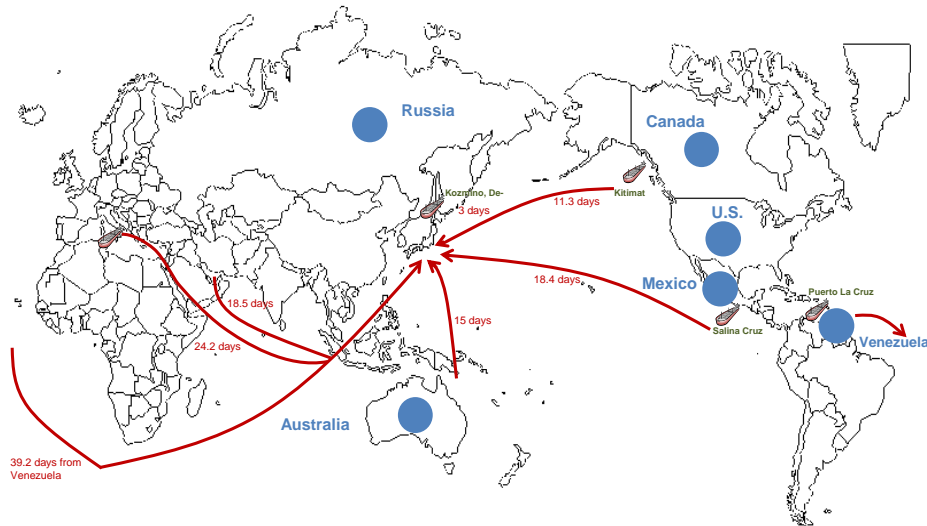 Russia
Canada
Kozmino, De-
3 days
Kitimat
11.3 days
U.S.
18.4 days
Mexico
Puerto La Cruz
18.5 days
15 days
Salina Cruz
24.2 days
Venezuela
Australia
39.2 days from
Venezuela